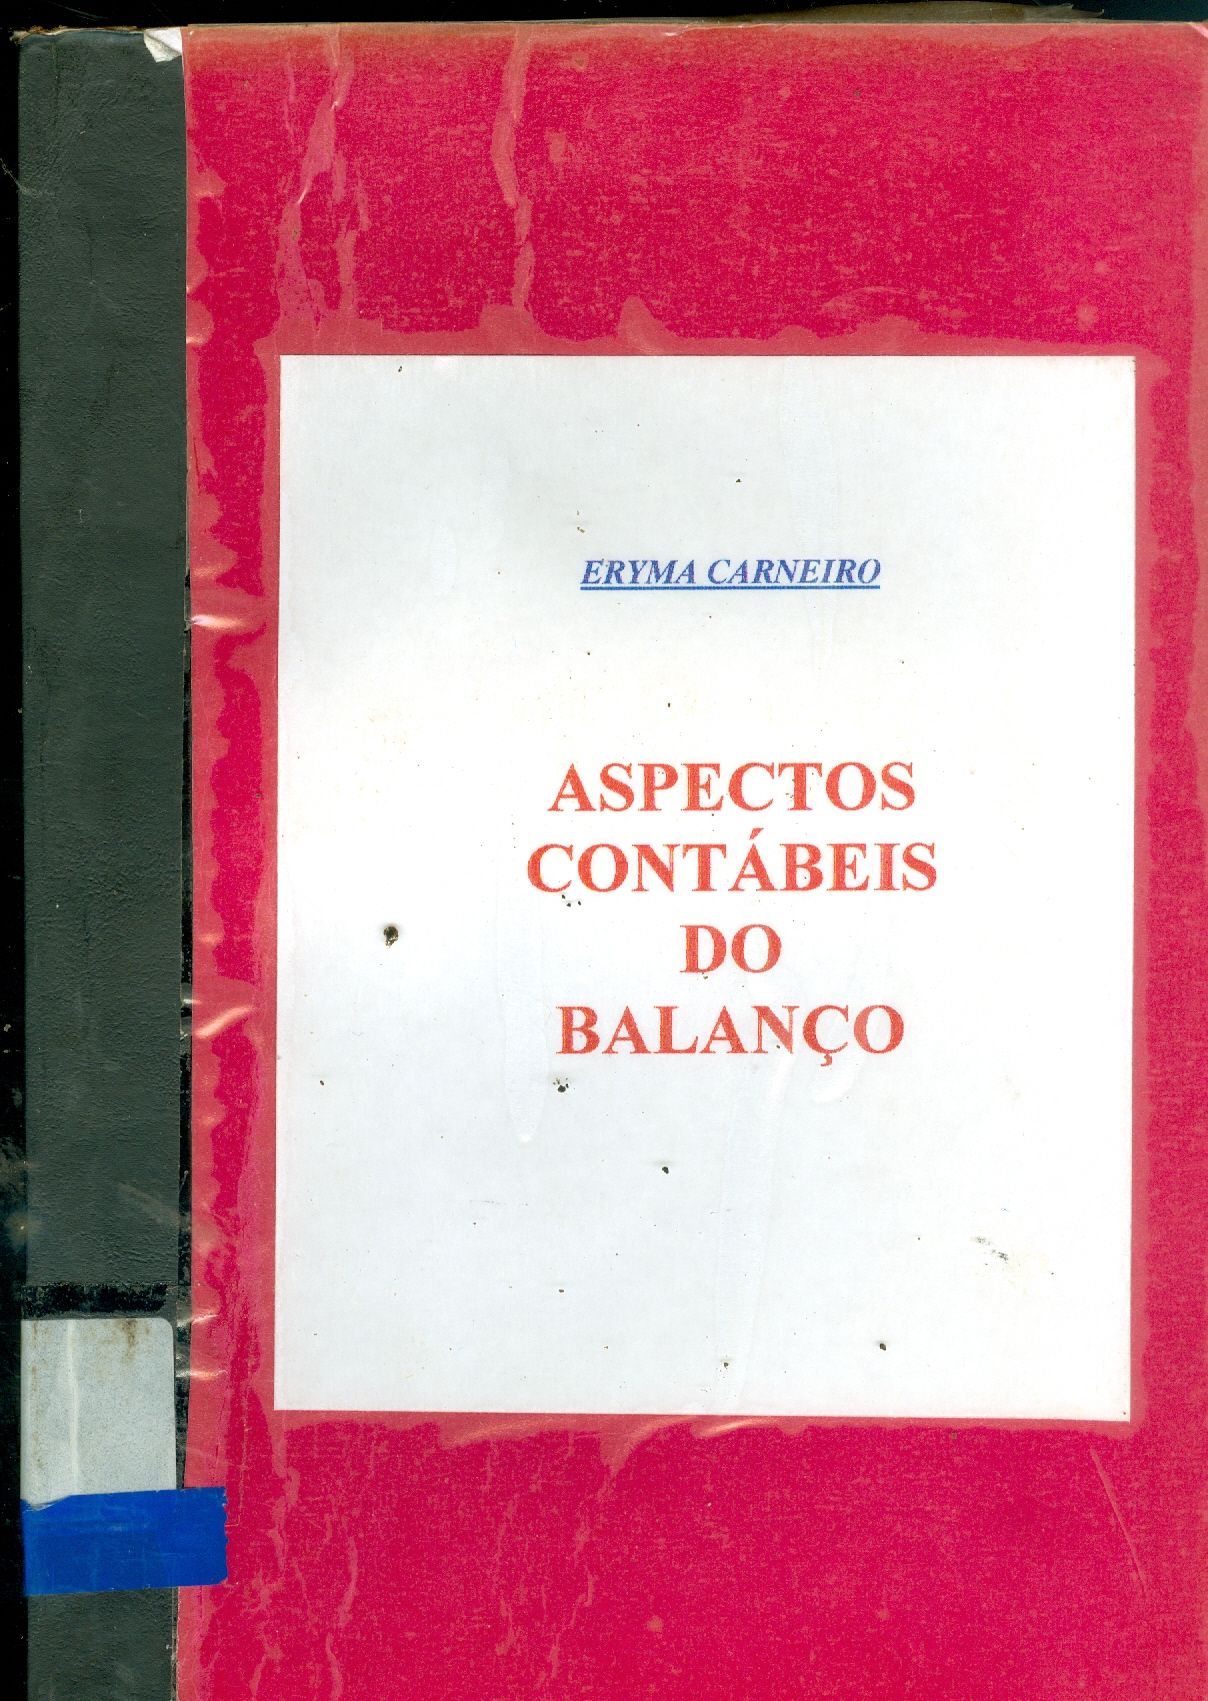 ERYMA CARNEIRO
ASPECTOS
CONTÁBEIS
DO
BALANÇO